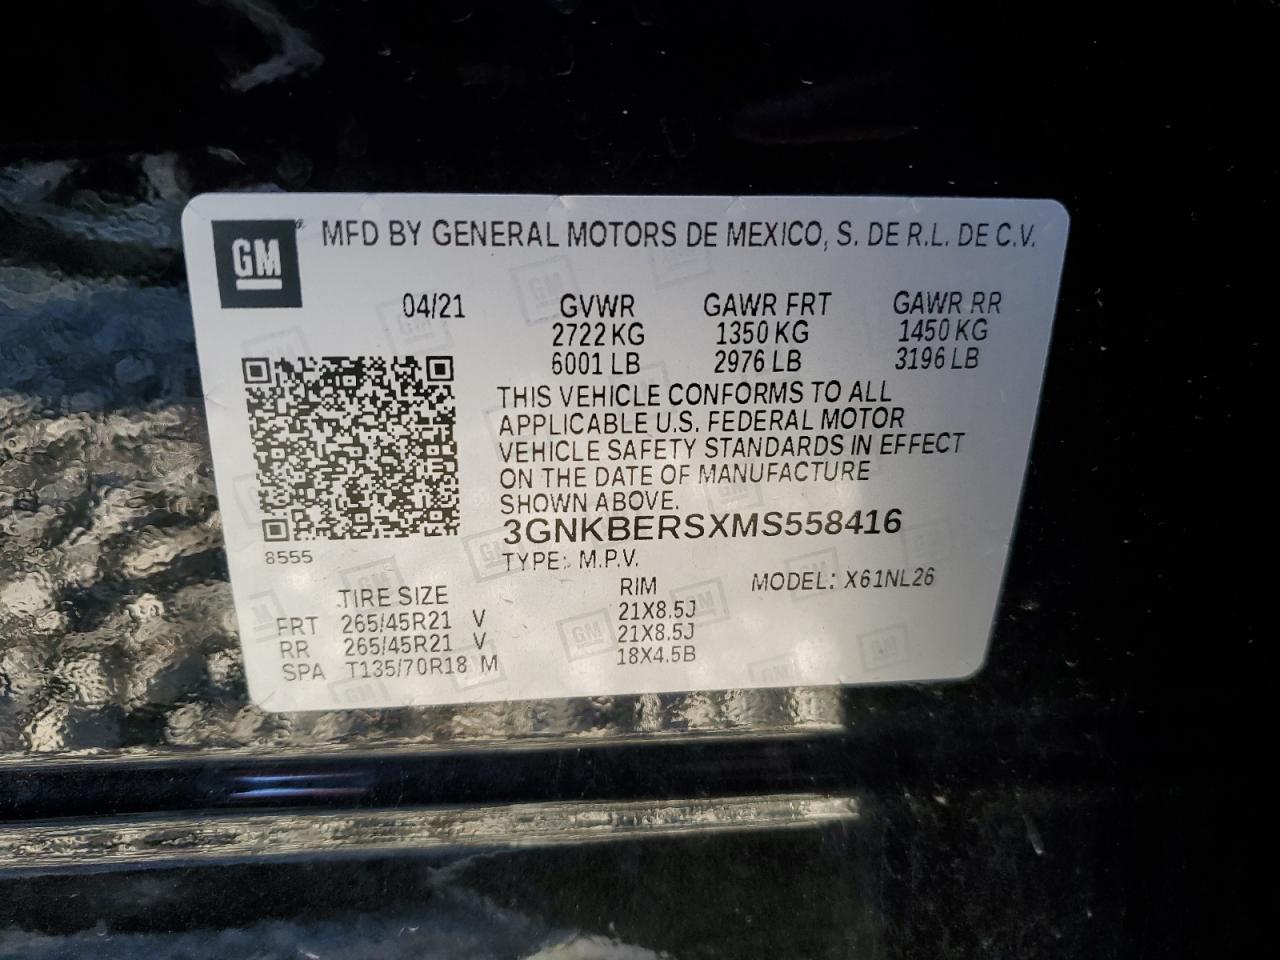 GM MFD BY GENERAL MOTORS DE MEXICO, S. DE R.L. DE C.V.
04/21 GVWR GAWR FRT GAWR RR
2722 KG 1350 KG 1450 KG
6001 LB 2976 LB 3196 LB
THIS VEHICLE CONFORMS TO ALL
APPLICABLE U.S. FEDERAL MOTOR
VEHICLE SAFETY STANDARDS IN EFFECT
ON THE DATE OF MANUFACTURE
SHOWN ABOVE.
3GNKBERSXMS558416
8555 TYPE: M.P.V.
TIRE SIZE RIM MODEL: X61NL26
FRT 265/45R21 V 21X8.5J
RR 265/45R21 V 21X8.5J
SPA T135/70R18 M 18X4.5B